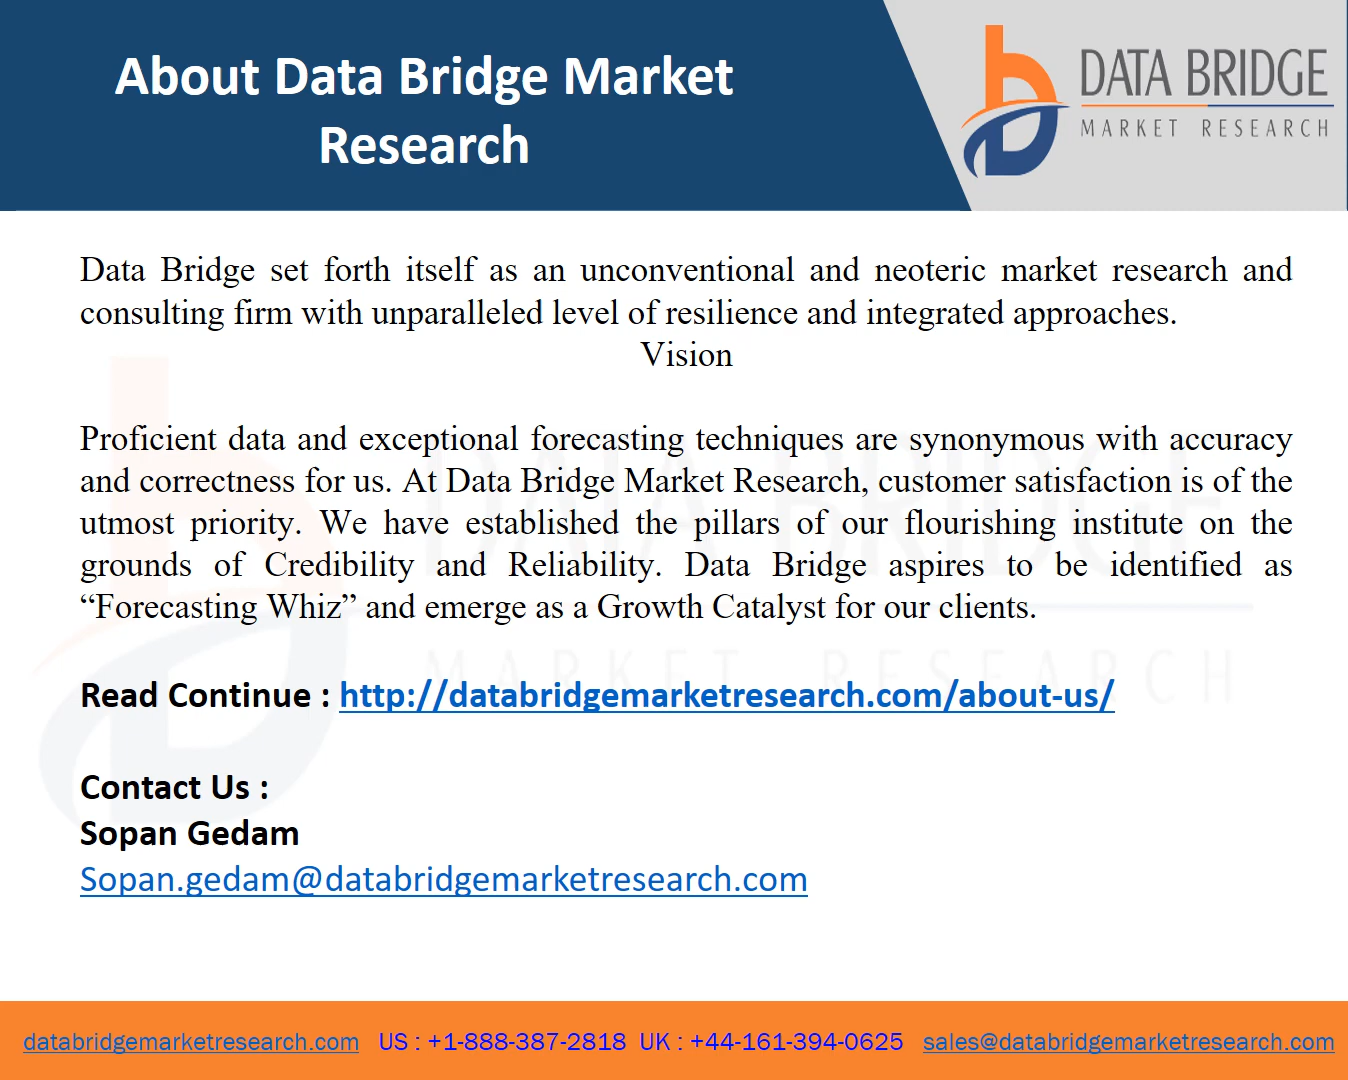 About Data Bridge Market
Research
DATA BRIDGE
MARKET RESEARCH
Data Bridge set forth itself as an unconventional and neoteric market research and
consulting firm with unparalleled level of resilience and integrated approaches.
Vision
Proficient data and exceptional forecasting techniques are synonymous with accuracy
and correctness for us. At Data Bridge Market Research, customer satisfaction is of the
utmost priority. We have established the pillars of our flourishing institute on the
grounds of Credibility and Reliability. Data Bridge aspires to be identified as
“Forecasting Whiz” and emerge as a Growth Catalyst for our clients.
DATA BRIDGE
MARKET RESEARCH
Read Continue : http://databridgemarketresearch.com/about-us/
Contact Us :
Sopan Gedam
Sopan.gedam@databridgemarketresearch.com
databridgemarketresearch.com US : +1-888-387-2818 UK : +44-161-394-0625 sales@databridgemarketresearch.com